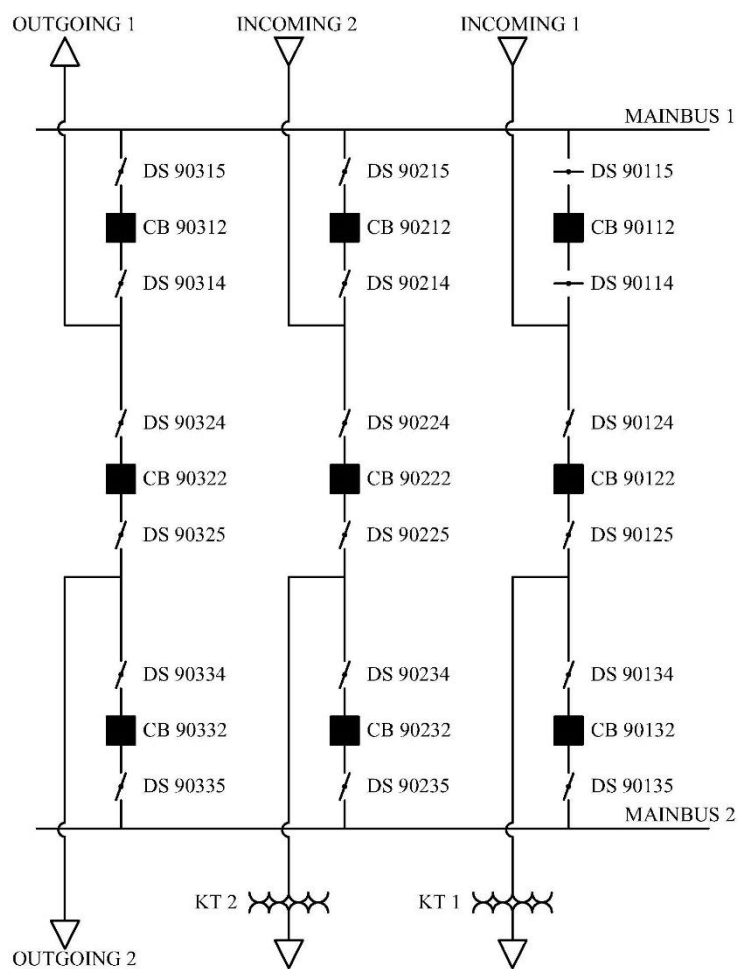 OUTGOING 1
INCOMING 2
INCOMING 1
MAINBUS 1
DS 90315
DS 90215
DS 90115
CB 90312
CB 90212
CB 90112
DS 90314
DS 90214
DS 90114
DS 90324
DS 90224
DS 90124
CB 90322
CB 90222
CB 90122
DS 90325
DS 90225
DS 90125
DS 90334
DS 90234
DS 90134
CB 90332
CB 90232
CB 90132
DS 90335
DS 90235
DS 90135
MAINBUS 2
KT 2
KT 1
OUTGOING 2